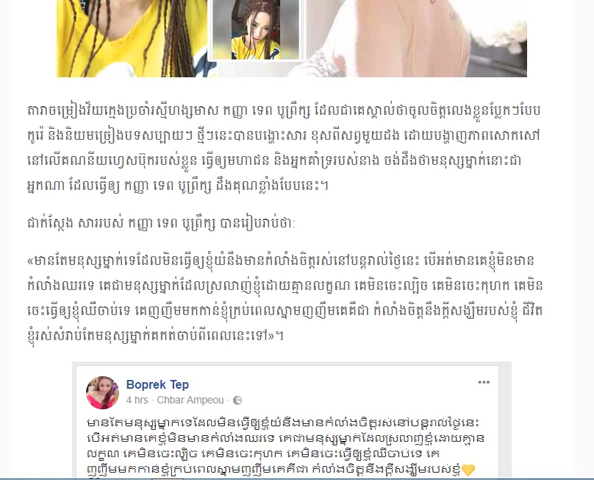 តារាចម្រៀងវ័យក្មេងប្រចាំរស្មីហង្សមាស កញ្ញា ទេព បូព្រឹក្ស ដែលជាគេស្គាល់ថាចូលចិត្តលេងខ្លួនប្លែកៗបែប
កូរ៉េ និងនិយមច្រៀងបទសប្បាយៗ ថ្មីៗនេះបានបង្ហោះសារ ខុសពីសព្វមួយដង ដោយបង្ហាញភាពសោកសៅ
នៅលើគណនីយហ្វេសប៊ុករបស់ខ្លួន ធ្វើឲ្យមហាជន និងអ្នកគាំទ្ររបស់នាង ចង់ដឹងថាមនុស្សម្នាក់នោះជា
អ្នកណា ដែលធ្វើឲ្យ កញ្ញា ទេព បូព្រឹក្ស ដឹងគុណខ្លាំងបែបនេះ។
ជាក់ស្តែង សាររបស់ កញ្ញា ទេព បូព្រឹក្ស បានរៀបរាប់ថា:
«មានតែមនុស្សម្នាក់ទេដែលមិនធ្វើឲ្យខ្ញុំយំនឹងមានកំលាំងចិត្តរស់នៅបន្តរាល់ថ្ងៃនេះ បើអត់មានគេខ្ញុំមិនមាន
កំលាំងឈរទេ គេជាមនុស្សម្នាក់ដែលស្រលាញ់ខ្ញុំដោយគ្មានលក្ខណ គេមិនចេះល្បិច គេមិនចេះកុហក គេមិន
ចេះធ្វើឲ្យខ្ញុំឈឺចាប់ទេ គេញញឹមមកកាន់ខ្ញុំគ្រប់ពេលស្នាមញញឹមគេគឺជា កំលាំងចិត្តនឹងក្តីសង្ឃឹមរបស់ខ្ញុំ ជីវិត
ខ្ញុំរស់សំរាប់តែមនុស្សម្នាក់គកត់ចាប់ពីពេលនេះទៅ»។
Boprek Tep
4 hrs · Chbar Ampeou ·
មានតែមនុស្សម្នាក់ទេដែលមិនធ្វើឲ្យខ្ញុំយំនឹងមានកំលាំងចិត្តរស់នៅបន្តរាល់ថ្ងៃនេះ
បើអត់មានគេខ្ញុំមិនមានកំលាំងឈរទេ គេជាមនុស្សម្នាក់ដែលស្រលាញ់ខ្ញុំដោយគ្មាន
លក្ខណ គេមិនចេះល្បិច គេមិនចេះកុហក គេមិនចេះធ្វើឲ្យខ្ញុំឈឺចាប់ទេ គេ
ញញឹមមកកាន់ខ្ញុំគ្រប់ពេលស្នាមញញឹមគេគឺជា កំលាំងចិត្តនឹងក្តីសង្ឃឹមរបស់ខ្ញុំ💛